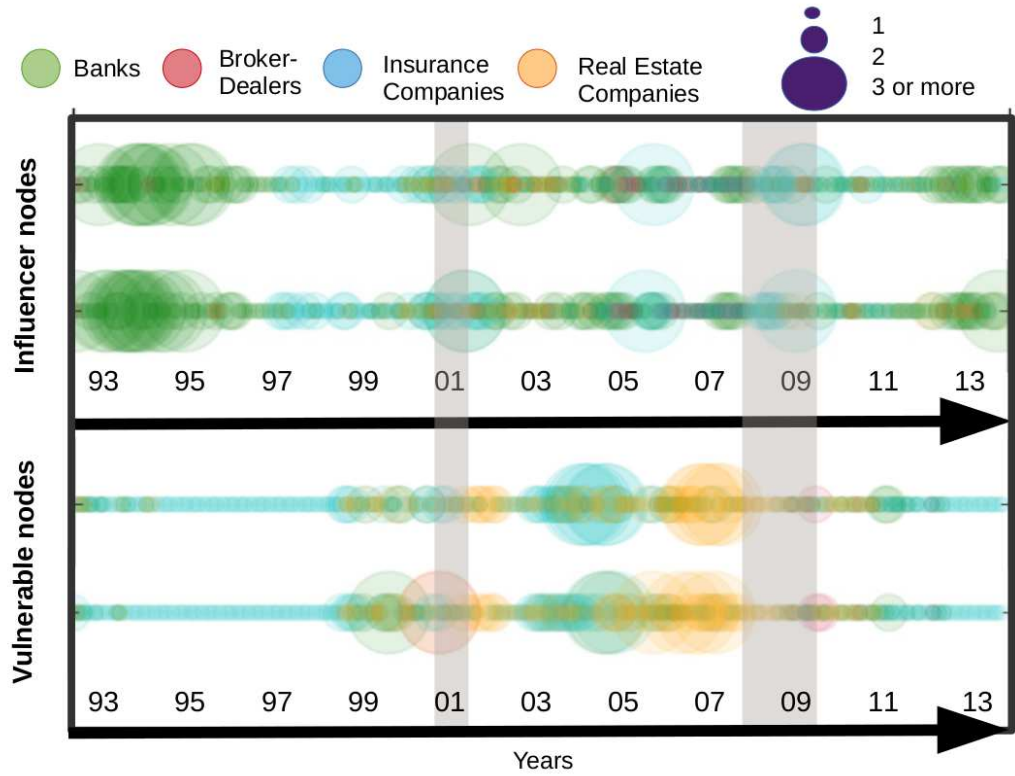 Banks
Broker-
Dealers
Insurance
Companies
Real Estate
Companies
1
2
3 or more
Influencer nodes
93 95 97 99 01 03 05 07 09 11 13
Vulnerable nodes
93 95 97 99 01 03 05 07 09 11 13
Years